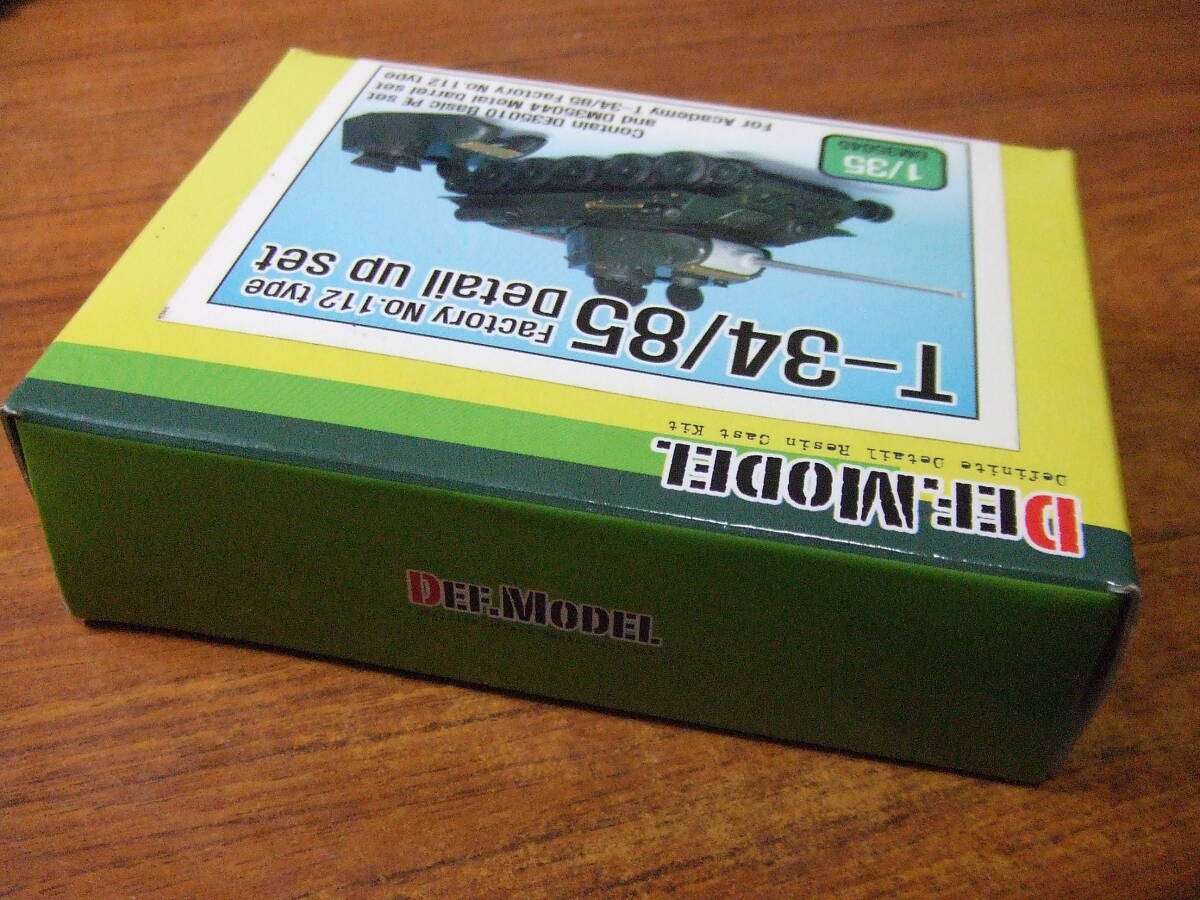 DEF.MODEL
Definite Detail Resin Cast Kit
T-34/85 Factory No.112 type
Detail up set
1/35
DM35045
Contain DE35010 Basic PE set
and DM35044 Metal barrel set
For Academy T-34/85 Factory No.112 type
DEF.MODEL